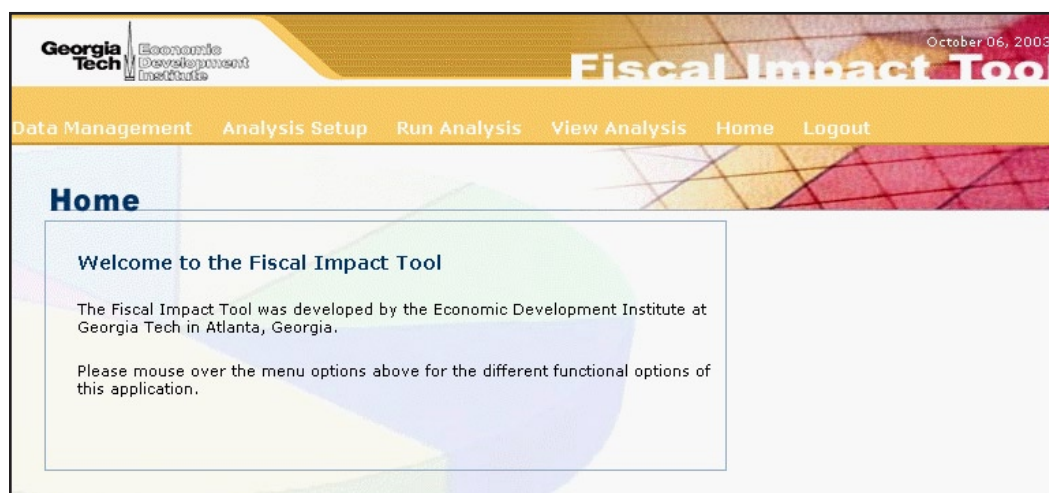 Georgia Tech
Economic Development Institute
October 06, 2003
Fiscal Impact Tool
Data Management Analysis Setup Run Analysis View Analysis Home Logout
Home
Welcome to the Fiscal Impact Tool
The Fiscal Impact Tool was developed by the Economic Development Institute at
Georgia Tech in Atlanta, Georgia.
Please mouse over the menu options above for the different functional options of
this application.